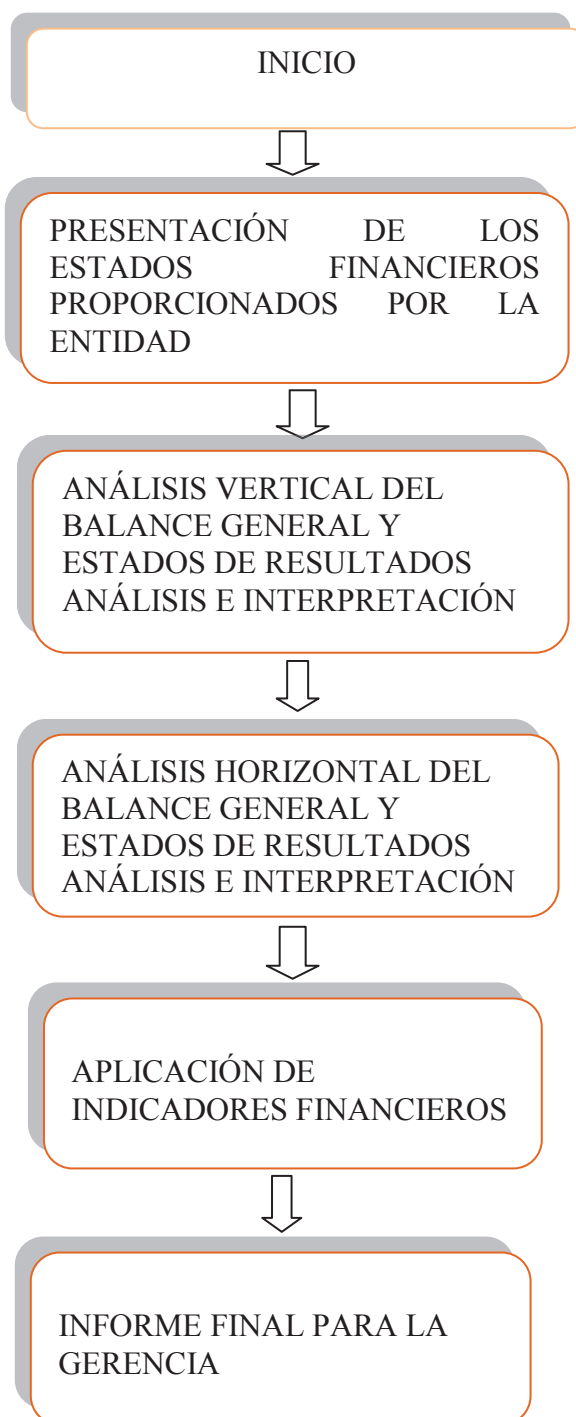 INICIO
PRESENTACIÓN DE LOS
ESTADOS FINANCIEROS
PROPORCIONADOS POR LA
ENTIDAD
ANÁLISIS VERTICAL DEL
BALANCE GENERAL Y
ESTADOS DE RESULTADOS
ANÁLISIS E INTERPRETACIÓN
ANÁLISIS HORIZONTAL DEL
BALANCE GENERAL Y
ESTADOS DE RESULTADOS
ANÁLISIS E INTERPRETACIÓN
APLICACIÓN DE
INDICADORES FINANCIEROS
INFORME FINAL PARA LA
GERENCIA